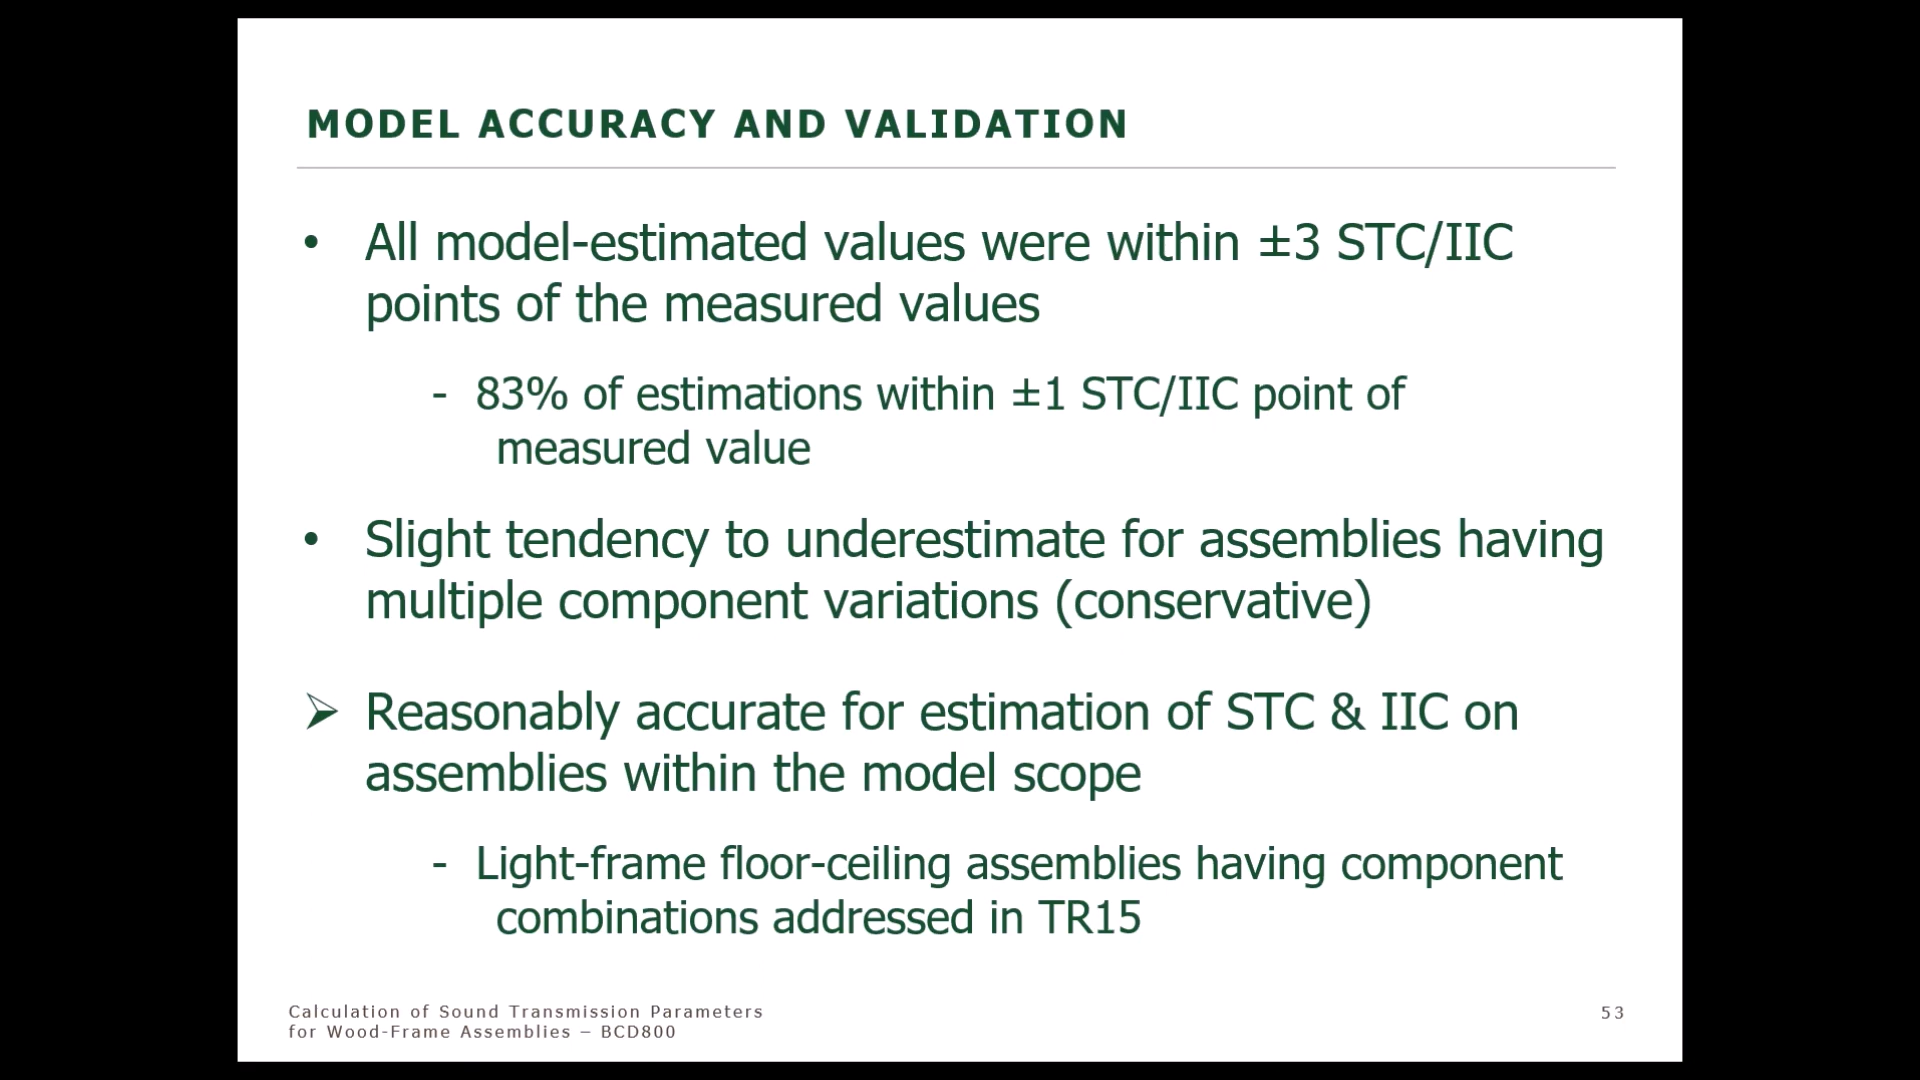 MODEL ACCURACY AND VALIDATION
• All model-estimated values were within ±3 STC/IIC
points of the measured values
- 83% of estimations within ±1 STC/IIC point of
measured value
• Slight tendency to underestimate for assemblies having
multiple component variations (conservative)
➢ Reasonably accurate for estimation of STC & IIC on
assemblies within the model scope
- Light-frame floor-ceiling assemblies having component
combinations addressed in TR15
Calculation of Sound Transmission Parameters
for Wood-Frame Assemblies – BCD800
53